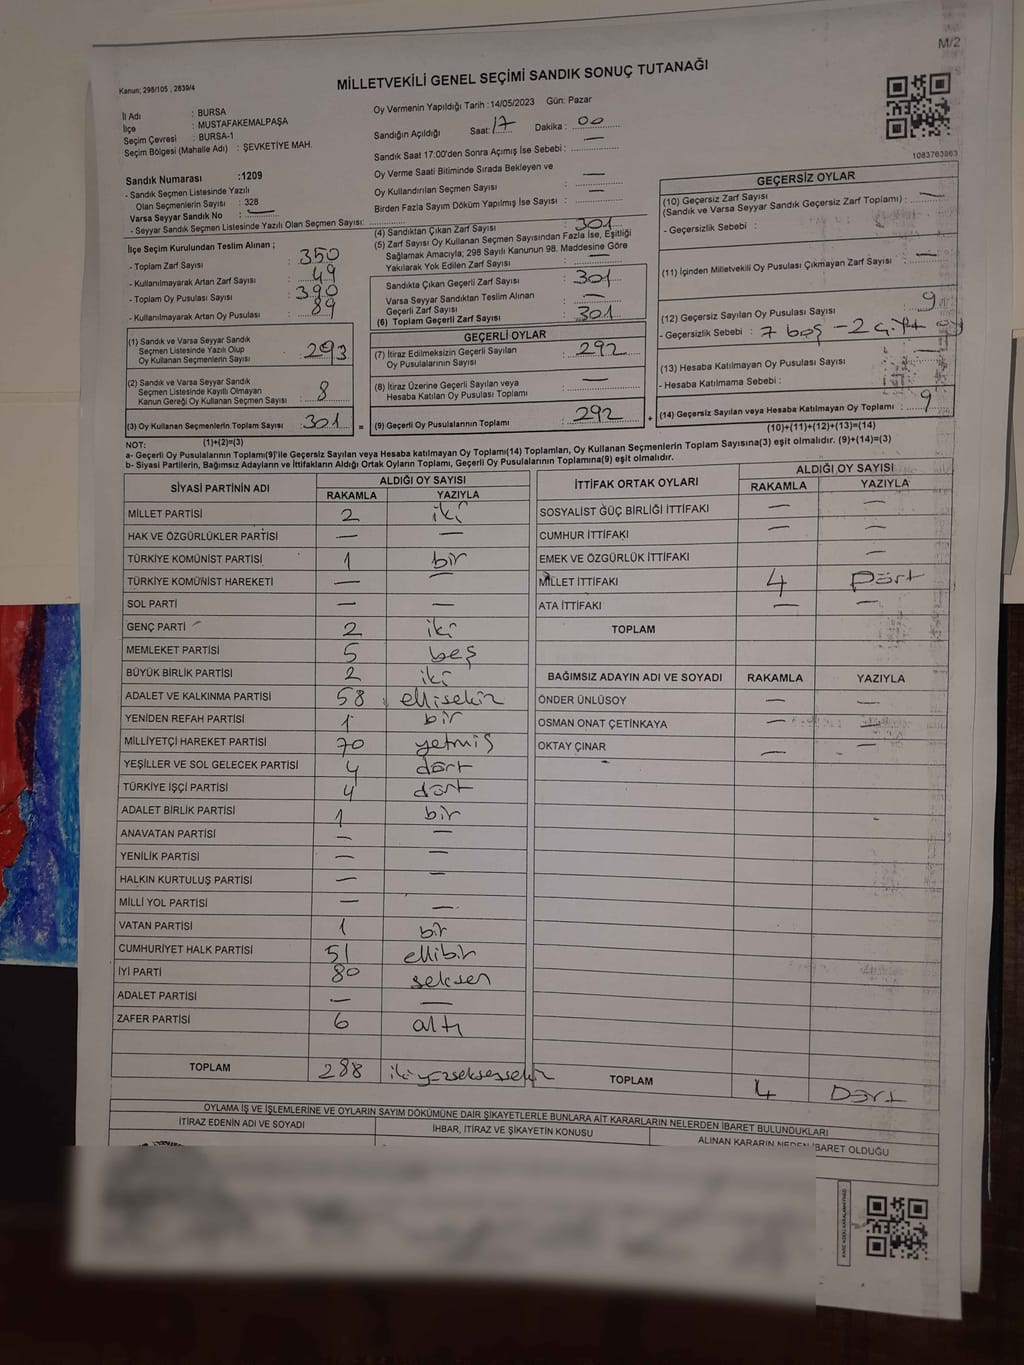 M/2
Kanun; 298/105 , 2839/4
MİLLETVEKİLİ GENEL SEÇİMİ SANDIK SONUÇ TUTANAĞI
İl Adı : BURSA
İlçe : MUSTAFAKEMALPAŞA
Seçim Çevresi : BURSA-1
Seçim Bölgesi (Mahalle Adı) : ŞEVKETİYE MAH.
Sandık Numarası :1209
- Sandık Seçmen Listesinde Yazılı
Olan Seçmenlerin Sayısı : 328
Varsa Seyyar Sandık No : —
- Seyyar Sandık Seçmen Listesinde Yazılı Olan Seçmen Sayısı:
Oy Vermenin Yapıldığı Tarih :14/05/2023 Gün: Pazar
Sandığın Açıldığı Saat: 17 Dakika : 00
Sandık Saat 17:00'den Sonra Açımış İse Sebebi :
Oy Verme Saati Bitiminde Sırada Bekleyen ve
Oy Kullandırılan Seçmen Sayısı : —
Birden Fazla Sayım Döküm Yapılmış İse Sayısı : —
1083763963
İlçe Seçim Kurulundan Teslim Alınan ;
- Toplam Zarf Sayısı : 350
- Kullanılmayarak Artan Zarf Sayısı : 49
- Toplam Oy Pusulası Sayısı : 390
- Kullanılmayarak Artan Oy Pusulası : 89
(4) Sandıktan Çıkan Zarf Sayısı : 301
(5) Zarf Sayısı Oy Kullanan Seçmen Sayısından Fazla İse, Eşitliği
Sağlamak Amacıyla; 298 Sayılı Kanunun 98. Maddesine Göre
Yakılarak Yok Edilen Zarf Sayısı : —
Sandıkta Çıkan Geçerli Zarf Sayısı : 301
Varsa Seyyar Sandıktan Teslim Alınan
Geçerli Zarf Sayısı : —
(6) Toplam Geçerli Zarf Sayısı : 301
GEÇERSİZ OYLAR
(10) Geçersiz Zarf Sayısı
(Sandık ve Varsa Seyyar Sandık Geçersiz Zarf Toplamı) : —
- Geçersizlik Sebebi :
(11) İçinden Milletvekili Oy Pusulası Çıkmayan Zarf Sayısı : —
(12) Geçersiz Sayılan Oy Pusulası Sayısı : 9
- Geçersizlik Sebebi : 7 boş - 2 çift oy
(13) Hesaba Katılmayan Oy Pusulası Sayısı : —
- Hesaba Katılmama Sebebi :
(14) Geçersiz Sayılan veya Hesaba Katılmayan Oy Toplamı : 9
(10)+(11)+(12)+(13)=(14)
(1) Sandık ve Varsa Seyyar Sandık
Seçmen Listesinde Yazılı Olup
Oy Kullanan Seçmenlerin Sayısı : 293
(2) Sandık ve Varsa Seyyar Sandık
Seçmen Listesinde Kayıtlı Olmayan
Kanun Gereği Oy Kullanan Seçmen Sayısı : 8
(3) Oy Kullanan Seçmenlerin Toplam Sayısı : 301 =
(1)+(2)=(3)
GEÇERLİ OYLAR
(7) İtiraz Edilmeksizin Geçerli Sayılan
Oy Pusulalarının Sayısı : 292
(8) İtiraz Üzerine Geçerli Sayılan veya
Hesaba Katılan Oy Pusulası Toplamı : —
(9) Geçerli Oy Pusulalarının Toplamı : 292 +
NOT:
a- Geçerli Oy Pusulalarının Toplamı(9)'ile Geçersiz Sayılan veya Hesaba katılmayan Oy Toplamı(14) Toplamları, Oy Kullanan Seçmenlerin Toplam Sayısına(3) eşit olmalıdır. (9)+(14)=(3)
b- Siyasi Partilerin, Bağımsız Adayların ve İttifakların Aldığı Ortak Oyların Toplamı, Geçerli Oy Pusulalarının Toplamına(9) eşit olmalıdır.
SİYASİ PARTİNİN ADI ALDIĞI OY SAYISI
RAKAMLA YAZIYLA
MİLLET PARTİSİ 2 iki
HAK VE ÖZGÜRLÜKLER PARTİSİ — —
TÜRKİYE KOMÜNİST PARTİSİ 1 bir
TÜRKİYE KOMÜNİST HAREKETİ — —
SOL PARTİ — —
GENÇ PARTİ 2 iki
MEMLEKET PARTİSİ 5 beş
BÜYÜK BİRLİK PARTİSİ 2 iki
ADALET VE KALKINMA PARTİSİ 58 ellisekiz
YENİDEN REFAH PARTİSİ 1 bir
MİLLİYETÇİ HAREKET PARTİSİ 70 yetmiş
YEŞİLLER VE SOL GELECEK PARTİSİ 4 dört
TÜRKİYE İŞÇİ PARTİSİ 4 dört
ADALET BİRLİK PARTİSİ 1 bir
ANAVATAN PARTİSİ — —
YENİLİK PARTİSİ — —
HALKIN KURTULUŞ PARTİSİ — —
MİLLİ YOL PARTİSİ — —
VATAN PARTİSİ 1 bir
CUMHURİYET HALK PARTİSİ 51 ellibir
İYİ PARTİ 80 seksen
ADALET PARTİSİ — —
ZAFER PARTİSİ 6 altı
TOPLAM 288 ikiyüzseksensekiz
İTTİFAK ORTAK OYLARI ALDIĞI OY SAYISI
RAKAMLA YAZIYLA
SOSYALİST GÜÇ BİRLİĞİ İTTİFAKI — —
CUMHUR İTTİFAKI — —
EMEK VE ÖZGÜRLÜK İTTİFAKI —
MİLLET İTTİFAKI 4 Dört
ATA İTTİFAKI — —
TOPLAM
BAĞIMSIZ ADAYIN ADI VE SOYADI RAKAMLA YAZIYLA
ÖNDER ÜNLÜSOY — —
OSMAN ONAT ÇETİNKAYA — —
OKTAY ÇINAR — —
TOPLAM 4 Dört
OYLAMA İŞ VE İŞLEMLERİNE VE OYLARIN SAYIM DÖKÜMÜNE DAİR ŞİKAYETLERLE BUNLARA AİT KARARLARIN NELERDEN İBARET BULUNDUKLARI
İTİRAZ EDENİN ADI VE SOYADI
İHBAR, İTİRAZ VE ŞİKAYETİN KONUSU
ALINAN KARARIN NEDEN İBARET OLDUĞU